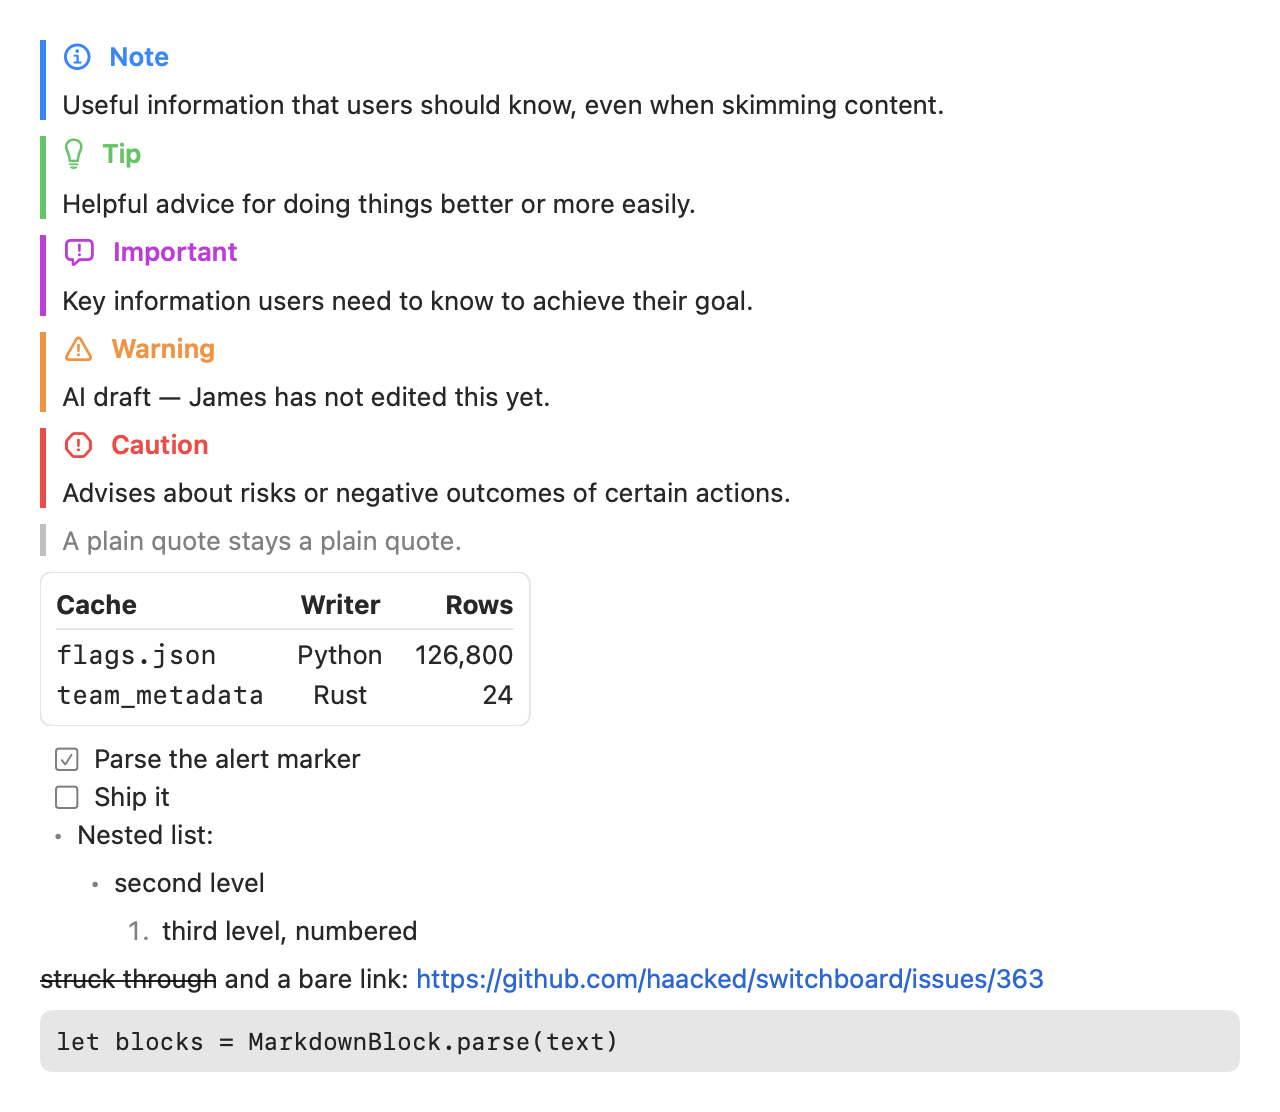 Note
Useful information that users should know, even when skimming content.
Tip
Helpful advice for doing things better or more easily.
Important
Key information users need to know to achieve their goal.
Warning
AI draft — James has not edited this yet.
Caution
Advises about risks or negative outcomes of certain actions.
A plain quote stays a plain quote.
Cache Writer Rows
flags.json Python 126,800
team_metadata Rust 24
Parse the alert marker
Ship it
• Nested list:
• second level
1. third level, numbered
struck through and a bare link: https://github.com/haacked/switchboard/issues/363
let blocks = MarkdownBlock.parse(text)